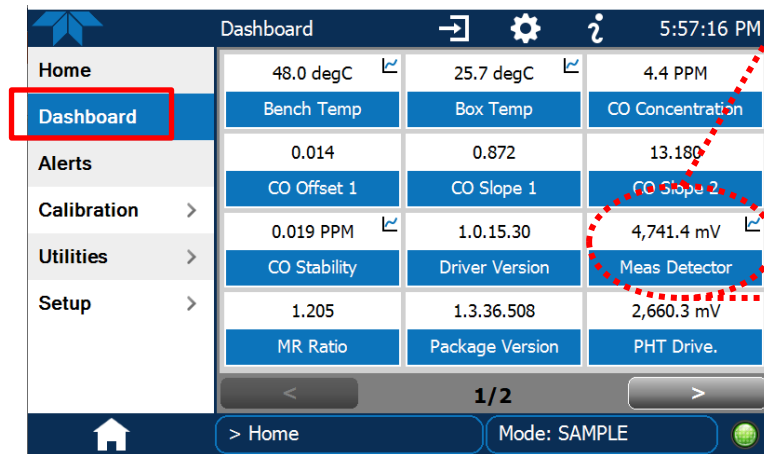 Dashboard
5:57:16 PM
Home
Dashboard
Alerts
Calibration >
Utilities >
Setup >
48.0 degC
25.7 degC
4.4 PPM
Bench Temp
Box Temp
CO Concentration
0.014
0.872
13.180
CO Offset 1
CO Slope 1
CO Slope 2
0.019 PPM
1.0.15.30
4,741.4 mV
CO Stability
Driver Version
Meas Detector
1.205
1.3.36.508
2,660.3 mV
MR Ratio
Package Version
PHT Drive.
< 1/2 >
> Home
Mode: SAMPLE